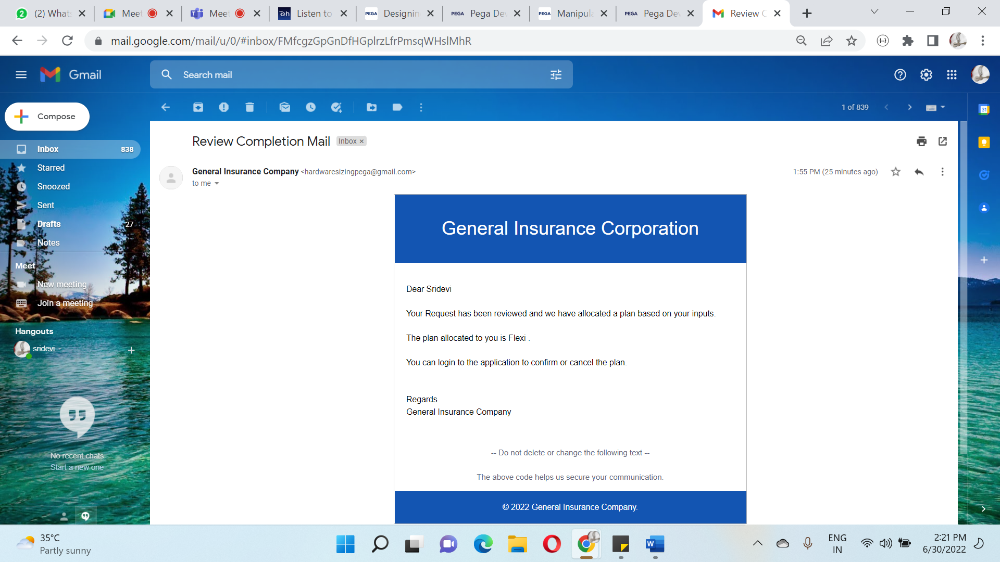 (2) Whats
Meet
Meet
Listen to
PEGA Designin
PEGA Pega Dev
PEGA Manipula
PEGA Pega Dev
Review C
mail.google.com/mail/u/0/#inbox/FMfcgzGpGnDfHGplrzLfrPmsqWHslMhR
Gmail
Search mail
Compose
1 of 839
Inbox 838
Starred
Snoozed
Sent
Drafts 27
Notes
Meet
New meeting
Join a meeting
Hangouts
sridevi
No recent chats
Start a new one
Review Completion Mail Inbox
General Insurance Company <hardwaresizingpega@gmail.com>
1:55 PM (25 minutes ago)
to me
General Insurance Corporation
Dear Sridevi
Your Request has been reviewed and we have allocated a plan based on your inputs.
The plan allocated to you is Flexi .
You can login to the application to confirm or cancel the plan.
Regards
General Insurance Company
-- Do not delete or change the following text --
The above code helps us secure your communication.
© 2022 General Insurance Company.
35°C
Partly sunny
ENG
IN
2:21 PM
6/30/2022